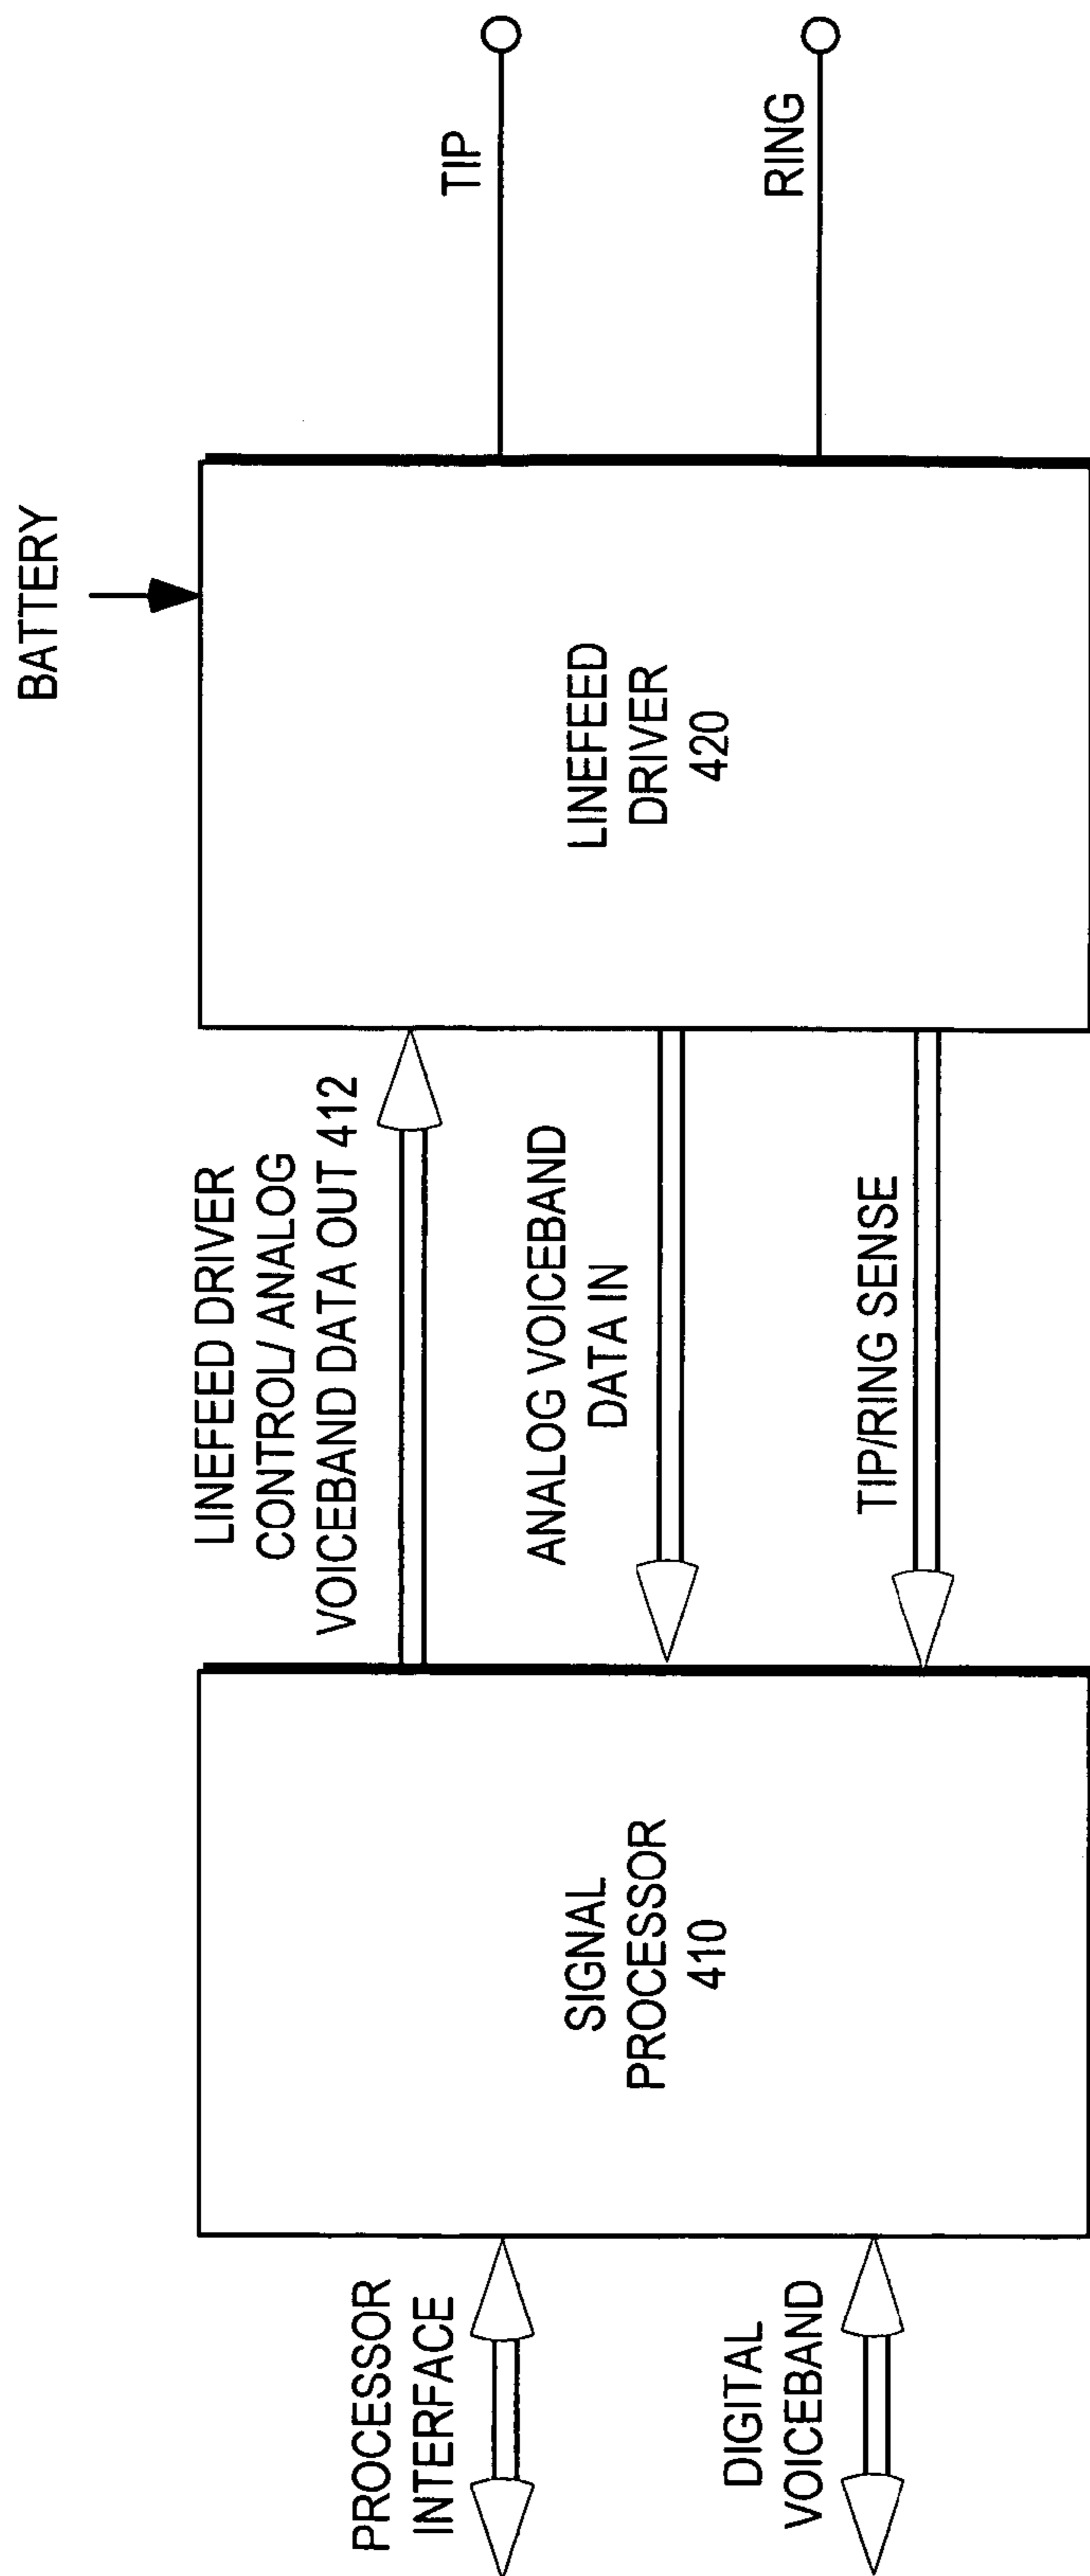 PROCESSOR
INTERFACE
DIGITAL
VOICEBAND
SIGNAL
PROCESSOR
410
LINEFEED DRIVER
CONTROL/ ANALOG
VOICEBAND DATA OUT 412
ANALOG VOICEBAND
DATA IN
TIP/RING SENSE
BATTERY
LINEFEED
DRIVER
420
TIP
RING